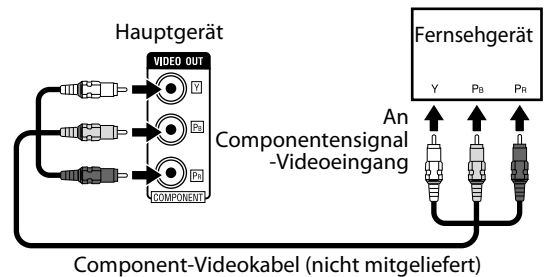 Hauptgerät
VIDEO OUT
Y
PB
PR
COMPONENT
Fernsehgerät
Y PB PR
An
Componentensignal
-Videoeingang
Component-Videokabel (nicht mitgeliefert)